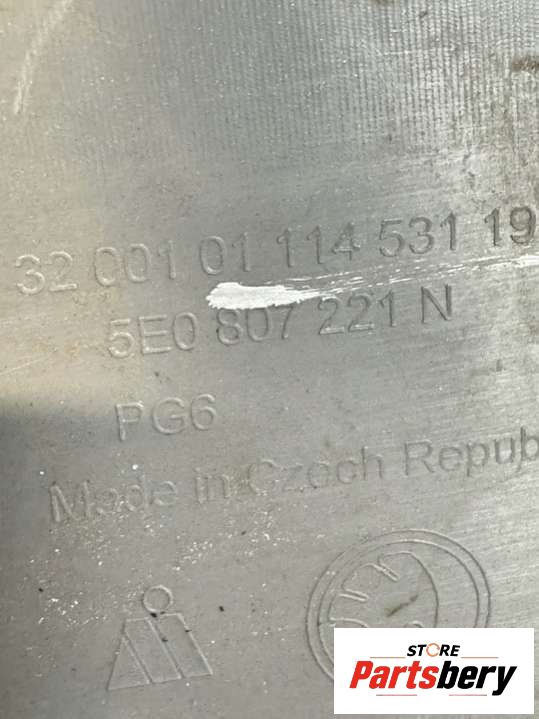 32 001 01 114 531 19
5E0 807 221 N
PG6
Made in Czech Repub
STORE
Partsbery